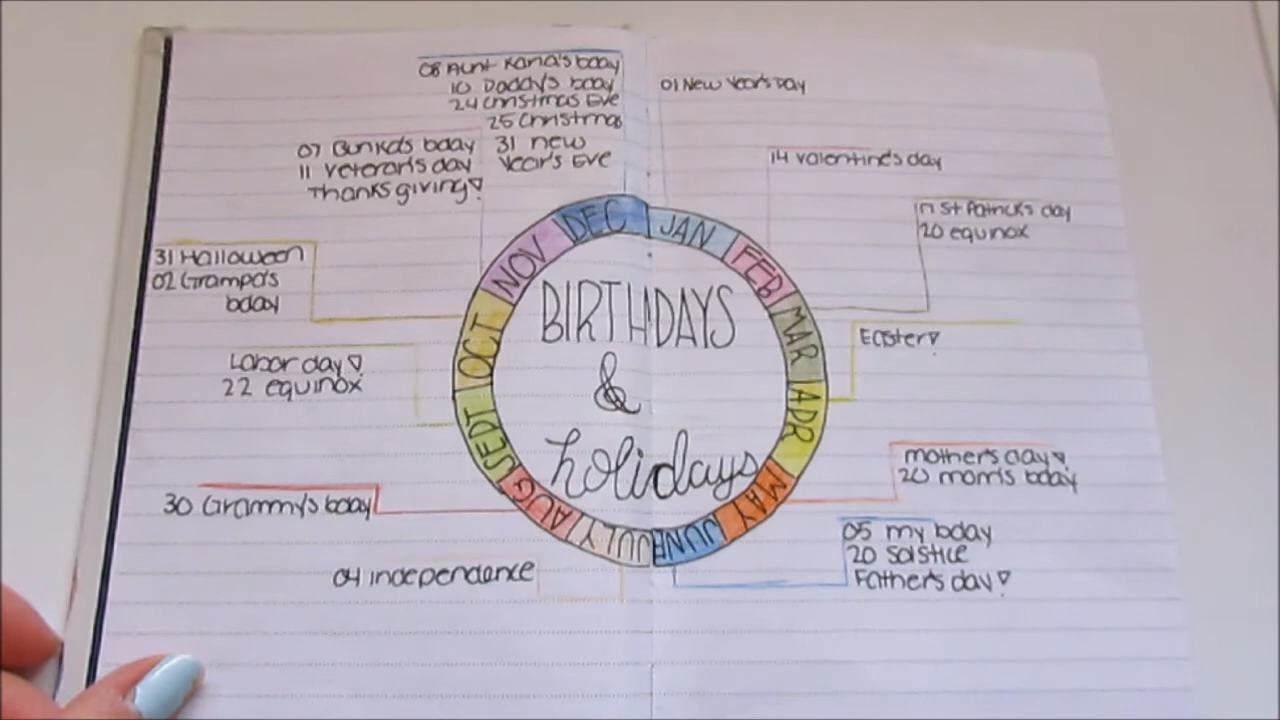 08 Aunt Karla's bday
10 Daddy's bday
24 Christmas Eve
25 Christmas
31 new
Year's Eve
01 New Year's Day
07 bday
11 Veteran's day
Thanksgiving
14 valentine's day
17 St Patrick's day
20 equinox
31 Halloween
02 Grampa's
bday
Easter
Labor day
22 equinox
mother's day
20 mom's bday
30 Grammy's bday
05 my bday
20 solstice
Father's day
04 independence
DEC
JAN
FEB
MAR
APR
MAY
JUNE
JULY
AUG
SEPT
OCT
NOV
BIRTHDAYS
&
holidays